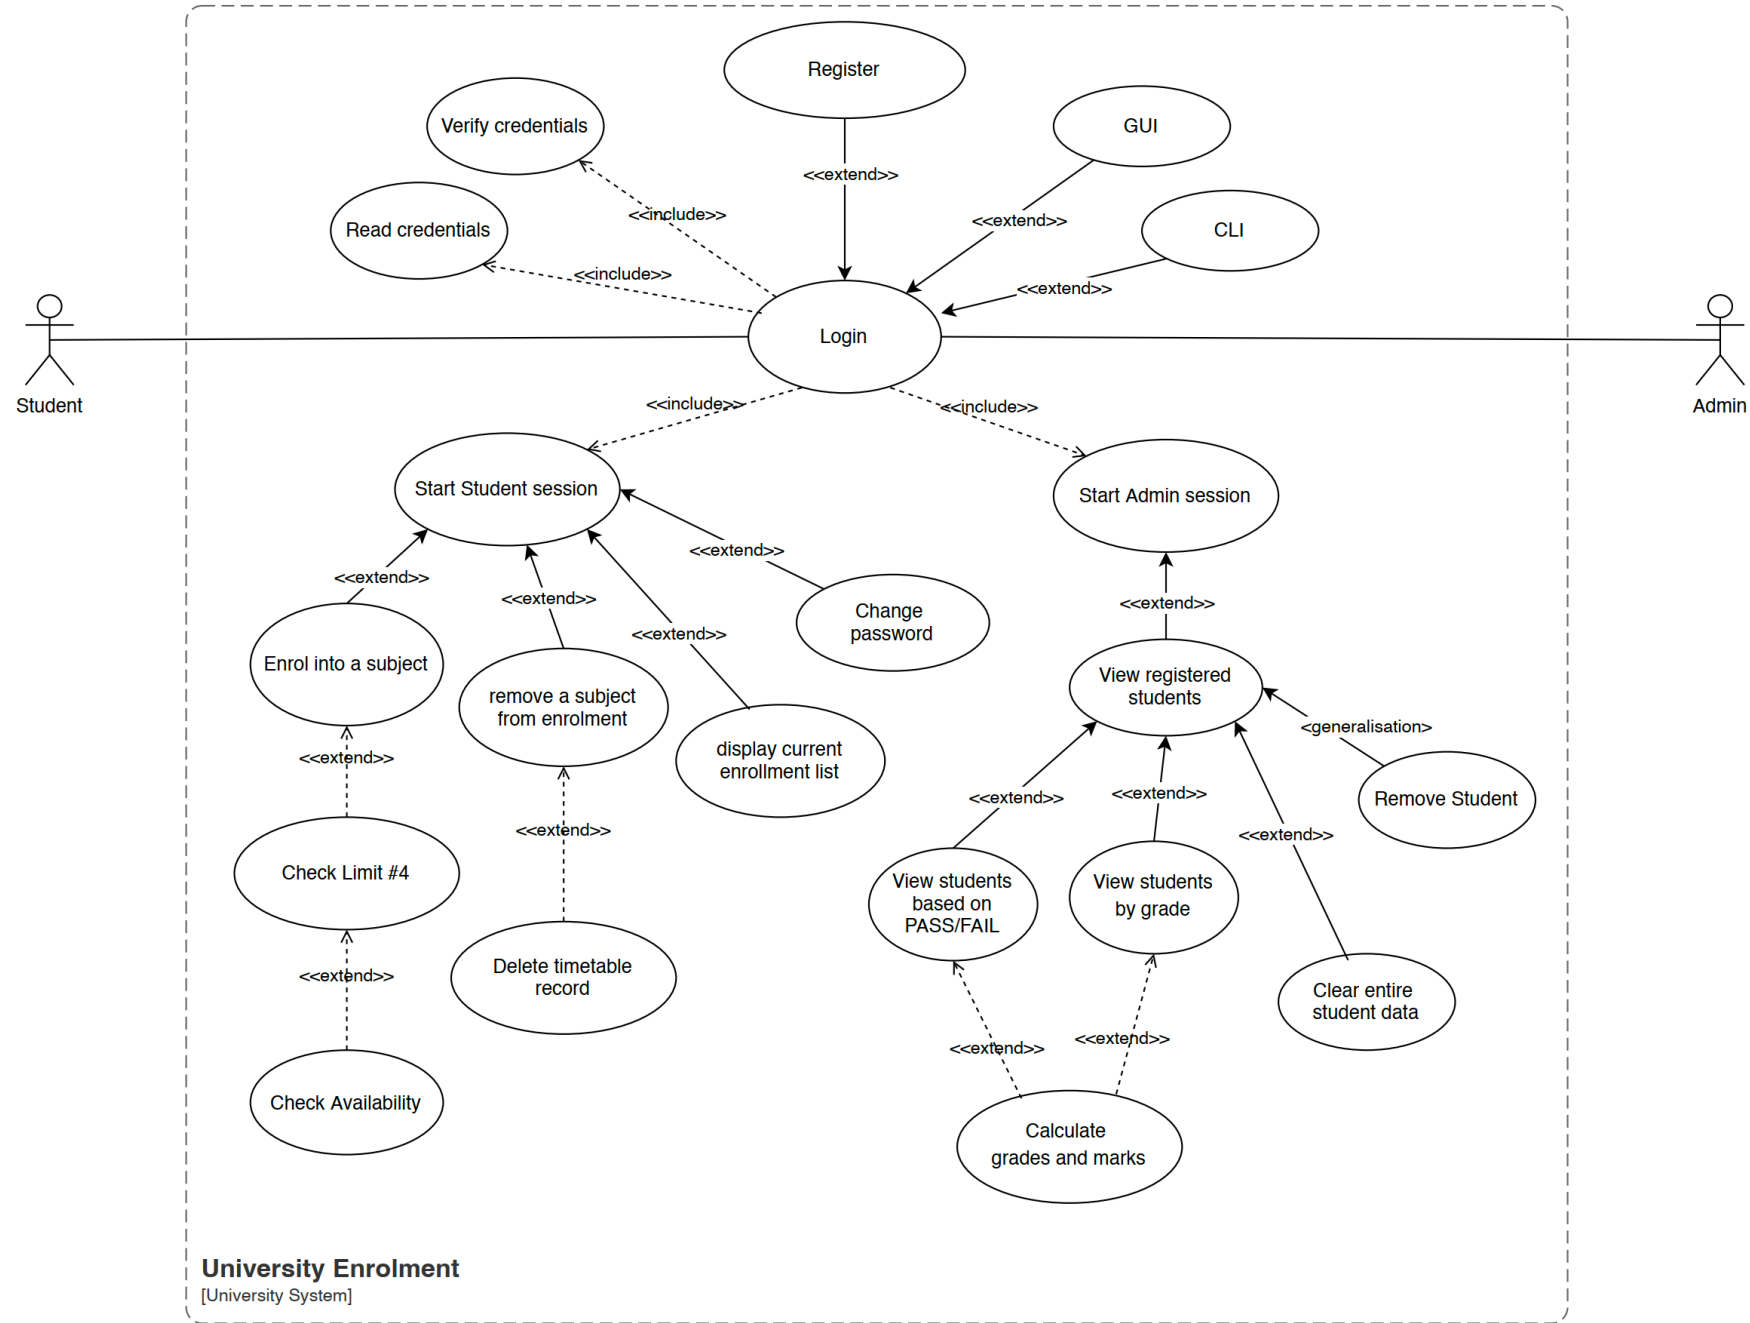 Register
Verify credentials
GUI
<<extend>>
<<include>>
<<extend>>
Read credentials
CLI
<<include>>
<<extend>>
Login
Student
Admin
<<include>>
<<include>>
Start Student session
Start Admin session
<<extend>>
<<extend>>
<<extend>>
<<extend>>
<<extend>>
Change
password
Enrol into a subject
remove a subject
from enrolment
View registered
students
display current
enrollment list
<generalisation>
<<extend>>
<<extend>>
<<extend>>
<<extend>>
<<extend>>
Remove Student
Check Limit #4
View students
based on
PASS/FAIL
View students
by grade
<<extend>>
Delete timetable
record
Clear entire
student data
<<extend>>
<<extend>>
Check Availability
Calculate
grades and marks
University Enrolment
[University System]